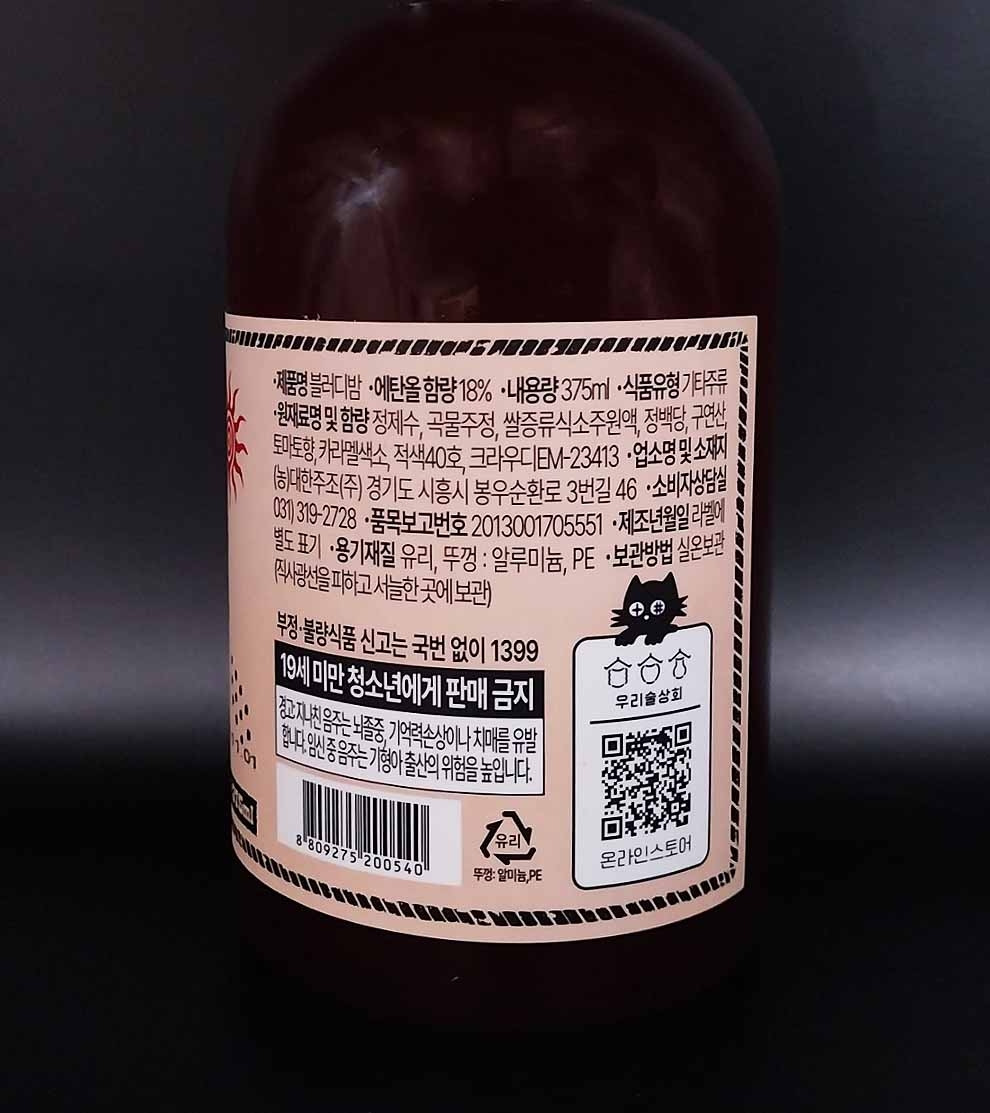 ·제품명 블러디밤 ·에탄올 함량 18% ·내용량 375ml ·식품유형 기타주류
·원재료명 및 함량 정제수, 곡물주정, 쌀증류식소주원액, 정백당, 구연산,
토마토향, 카라멜색소, 적색40호, 크라우디EM-23413 ·업소명 및 소재지
(농)대한주조(주) 경기도 시흥시 봉우순환로 3번길 46 ·소비자상담실
031) 319-2728 ·품목보고번호 2013001705551 ·제조년월일 라벨에
별도 표기 ·용기재질 유리, 뚜껑 : 알루미늄, PE ·보관방법 실온보관
(직사광선을 피하고 서늘한 곳에 보관)
부정·불량식품 신고는 국번 없이 1399
19세 미만 청소년에게 판매 금지
경고: 지나친 음주는 뇌졸중, 기억력손상이나 치매를 유발
합니다. 임신 중 음주는 기형아 출산의 위험을 높입니다.
8 809275 200540
유리
뚜껑: 알미늄,PE
우리술상회
온라인스토어